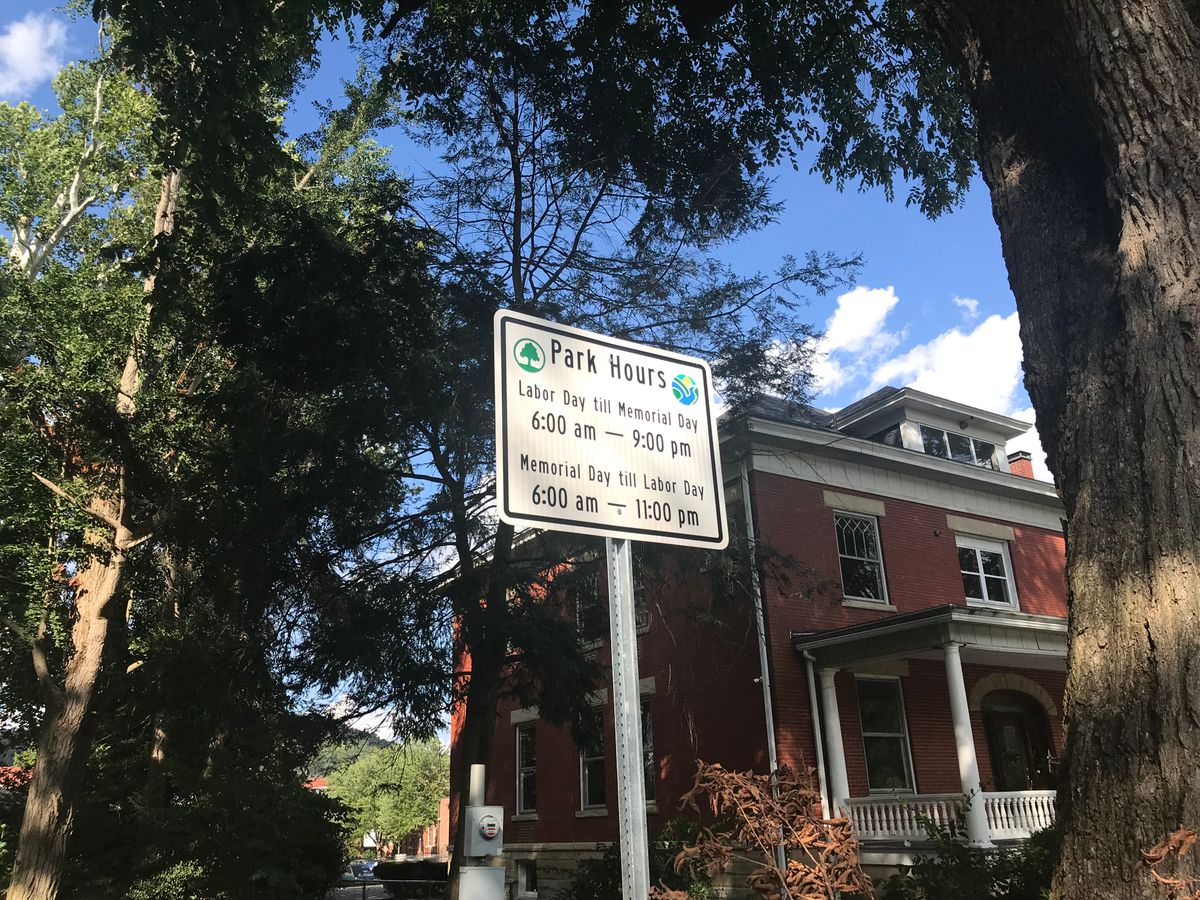 Park Hours
Labor Day till Memorial Day
6:00 am — 9:00 pm
Memorial Day till Labor Day
6:00 am — 11:00 pm